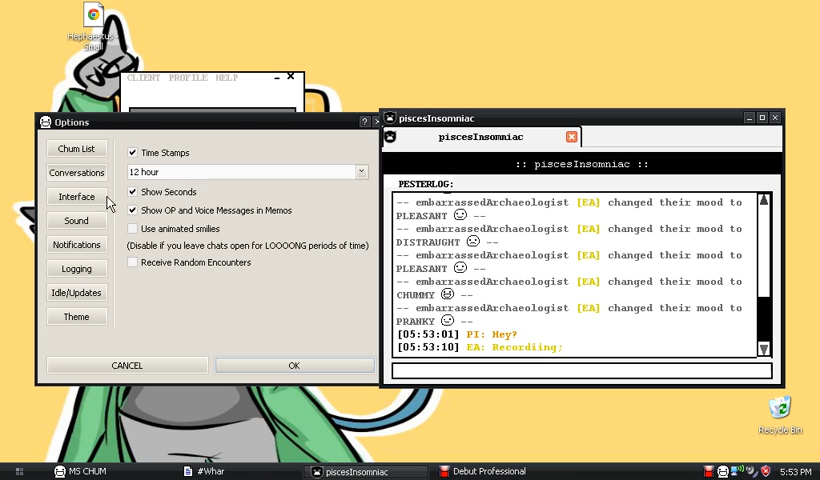 Hephaestus -
Small
CLIENT PROFILE HELP
Options
?
Chum List
Conversations
Interface
Sound
Notifications
Logging
Idle/Updates
Theme
Time Stamps
12 hour
Show Seconds
Show OP and Voice Messages in Memos
Use animated smilies
(Disable if you leave chats open for LOOOONG periods of time)
Receive Random Encounters
CANCEL
OK
piscesInsomniac
piscesInsomniac
:: piscesInsomniac ::
PESTERLOG:
-- embarrassedArchaeologist [EA] changed their mood to
PLEASANT --
-- embarrassedArchaeologist [EA] changed their mood to
DISTRAUGHT --
-- embarrassedArchaeologist [EA] changed their mood to
PLEASANT --
-- embarrassedArchaeologist [EA] changed their mood to
CHUMMY --
-- embarrassedArchaeologist [EA] changed their mood to
PRANKY --
[05:53:01] PI: Hey?
[05:53:10] EA: Recordiing;
Recycle Bin
MS CHUM
#Whar
piscesInsomniac
Debut Professional
5:53 PM